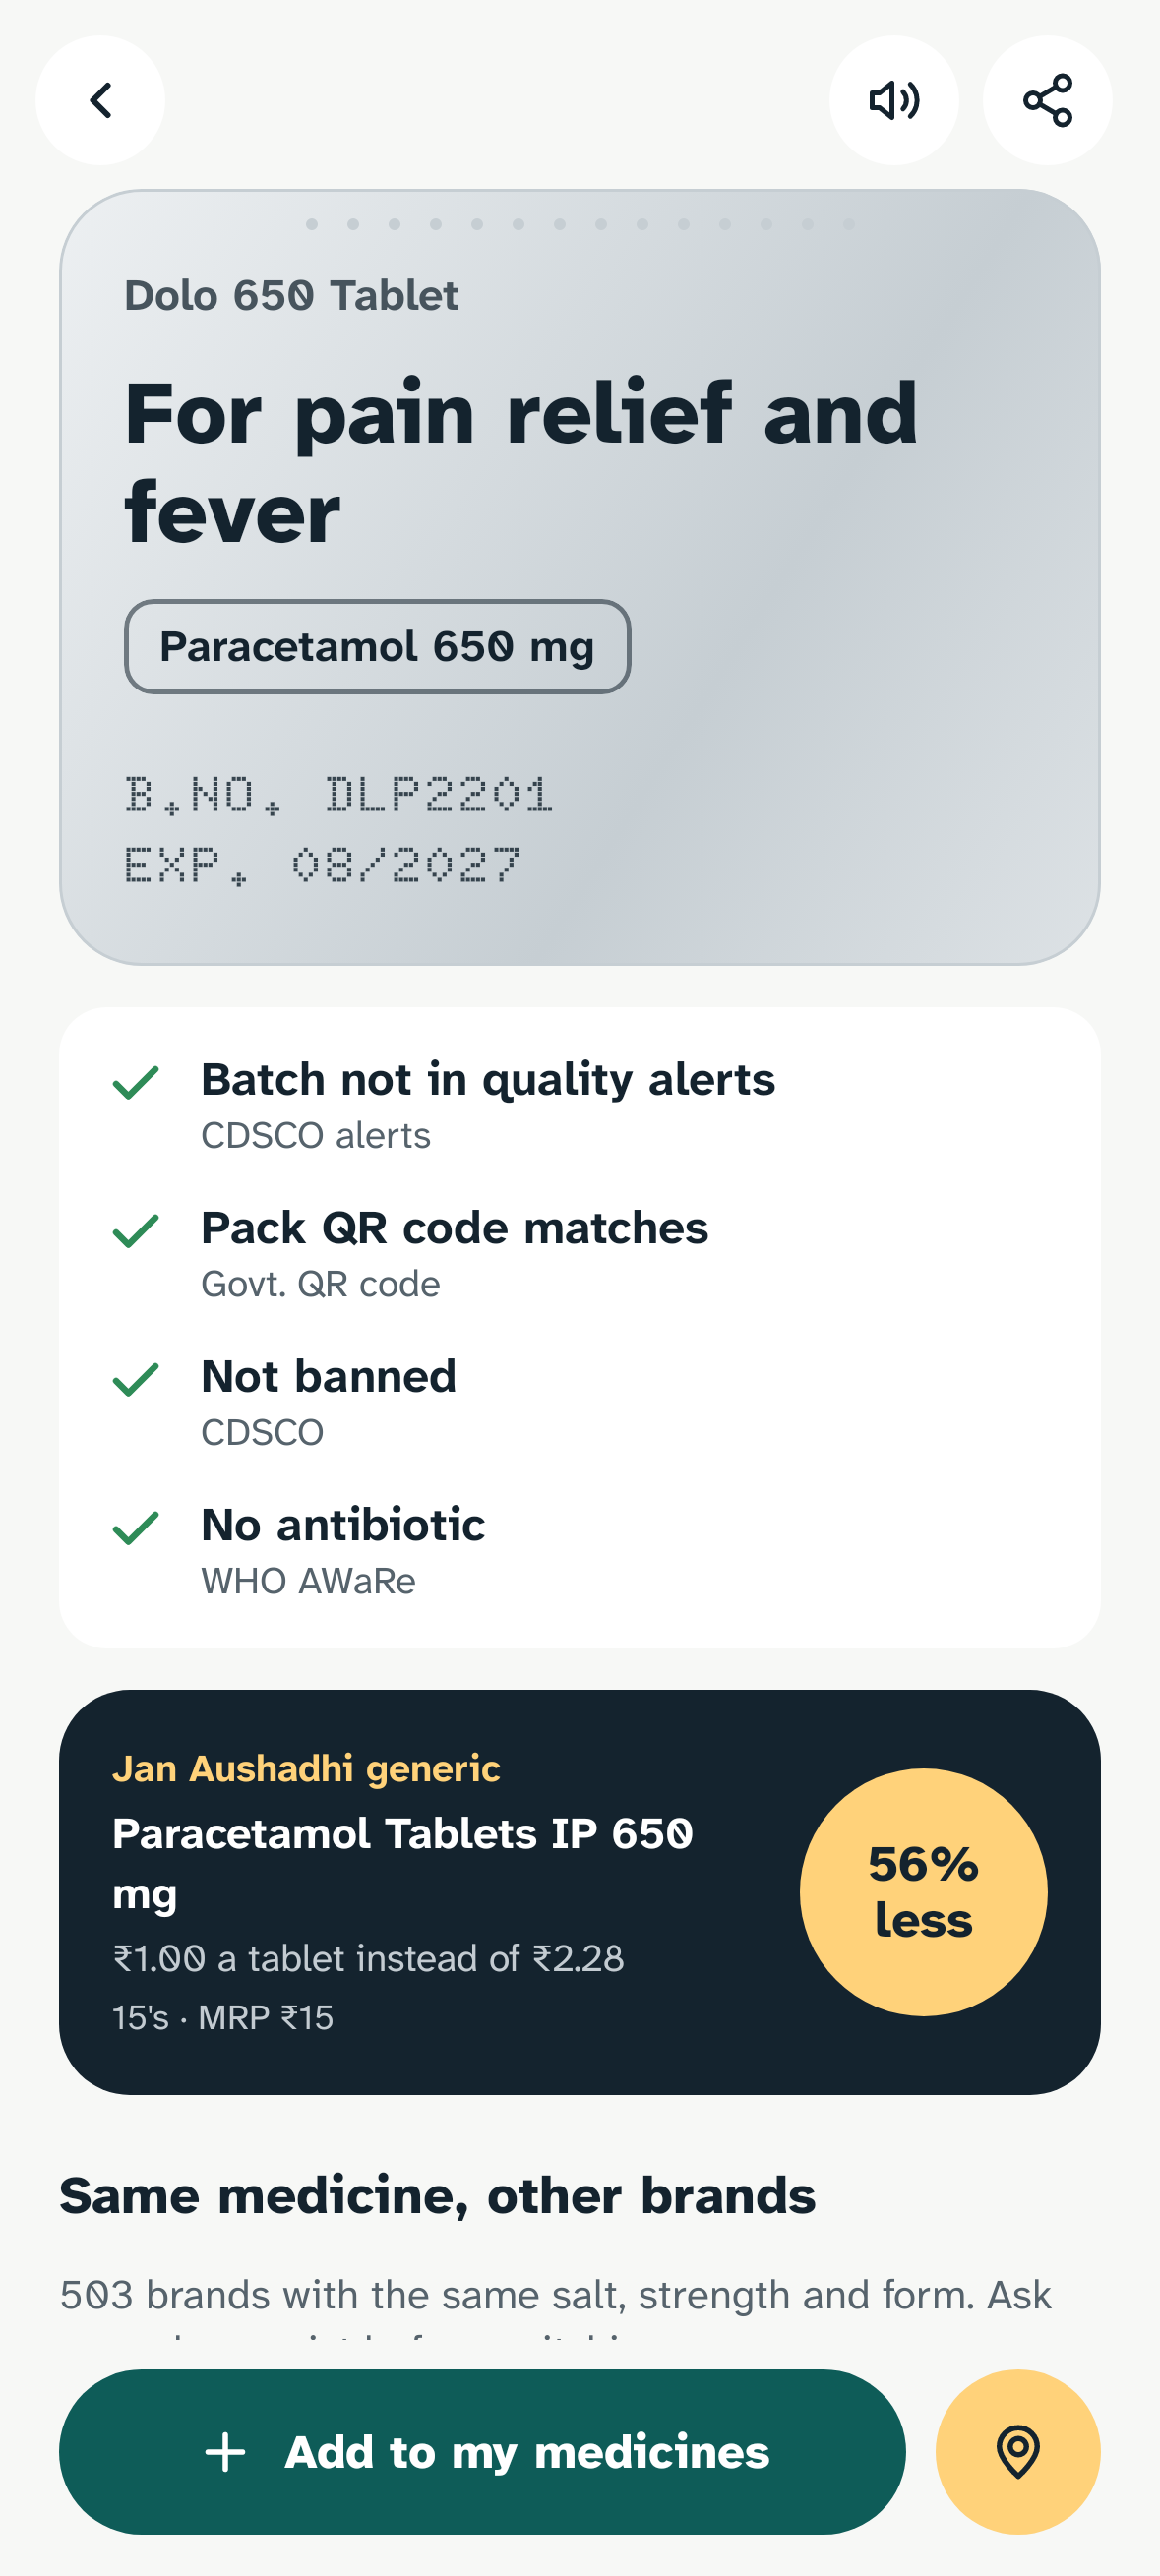 Dolo 650 Tablet
For pain relief and
fever
Paracetamol 650 mg
B.NO. DLP2201
EXP. 08/2027
Batch not in quality alerts
CDSCO alerts
Pack QR code matches
Govt. QR code
Not banned
CDSCO
No antibiotic
WHO AWaRe
Jan Aushadhi generic
Paracetamol Tablets IP 650
mg
₹1.00 a tablet instead of ₹2.28
15's · MRP ₹15
56%
less
Same medicine, other brands
503 brands with the same salt, strength and form. Ask
Add to my medicines